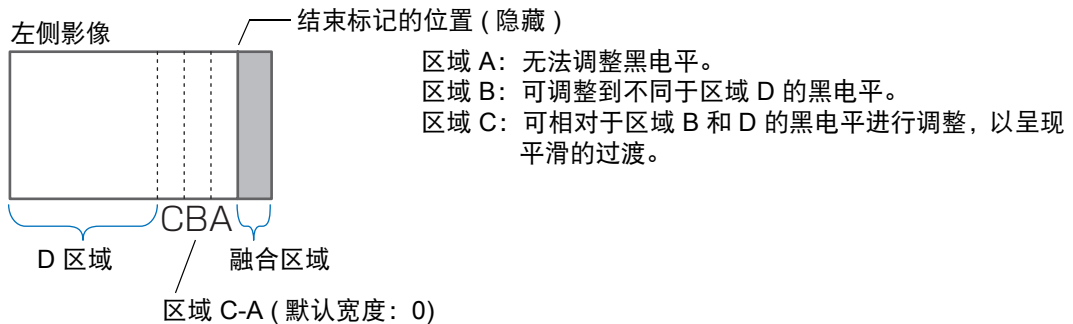 结束标记的位置 ( 隐藏 )
左侧影像
区域 A：无法调整黑电平。
区域 B：可调整到不同于区域 D 的黑电平。
区域 C：可相对于区域 B 和 D 的黑电平进行调整，以呈现
平滑的过渡。
CBA
D 区域
融合区域
区域 C-A ( 默认宽度：0)